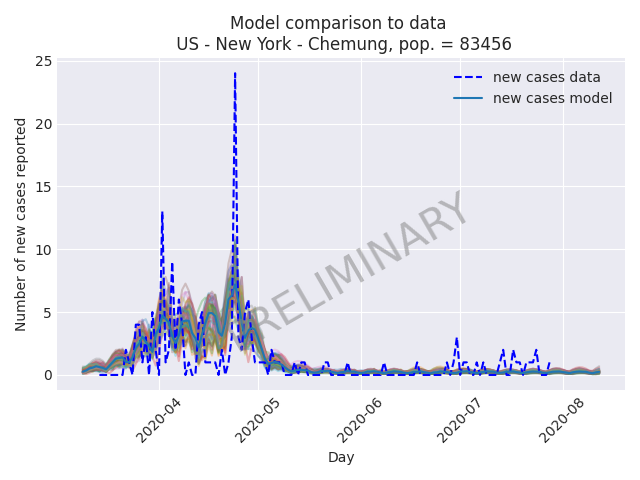 Model comparison to data
US - New York - Chemung, pop. = 83456
25
20
15
10
5
0
Number of new cases reported
new cases data
new cases model
PRELIMINARY
2020-04
2020-05
2020-06
2020-07
2020-08
Day